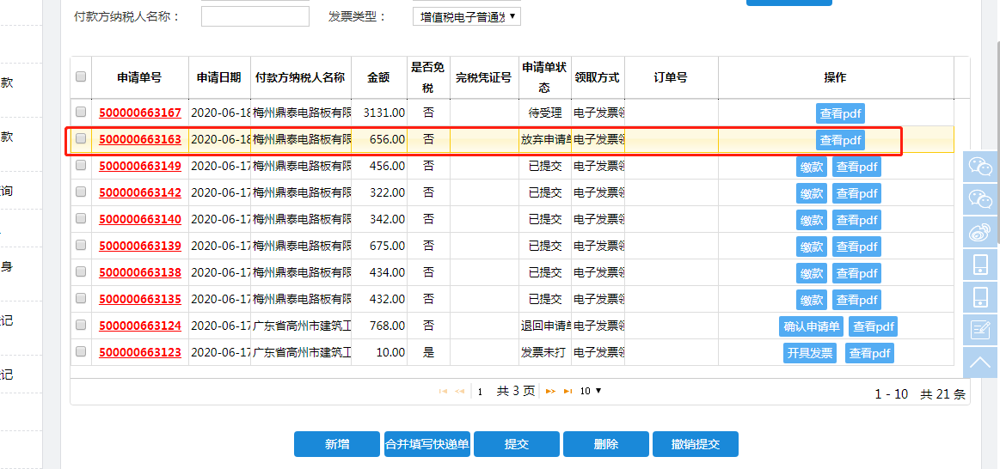 付款方纳税人名称： 发票类型： 增值税电子普通发
款
款
询
身
记
记
申请单号 申请日期 付款方纳税人名称 金额 是否免税 完税凭证号 申请单状态 领取方式 订单号 操作
500000663167 2020-06-18 梅州鼎泰电路板有限 3131.00 否 待受理 电子发票领 查看pdf
500000663163 2020-06-18 梅州鼎泰电路板有限 656.00 否 放弃申请单 电子发票领 查看pdf
500000663149 2020-06-17 梅州鼎泰电路板有限 456.00 否 已提交 电子发票领 缴款 查看pdf
500000663142 2020-06-17 梅州鼎泰电路板有限 322.00 否 已提交 电子发票领 缴款 查看pdf
500000663140 2020-06-17 梅州鼎泰电路板有限 342.00 否 已提交 电子发票领 缴款 查看pdf
500000663139 2020-06-17 梅州鼎泰电路板有限 675.00 否 已提交 电子发票领 缴款 查看pdf
500000663138 2020-06-17 梅州鼎泰电路板有限 434.00 否 已提交 电子发票领 缴款 查看pdf
500000663135 2020-06-17 梅州鼎泰电路板有限 432.00 否 已提交 电子发票领 缴款 查看pdf
500000663124 2020-06-17 广东省高州市建筑工 768.00 否 退回申请单 电子发票领 确认申请单 查看pdf
500000663123 2020-06-17 广东省高州市建筑工 10.00 是 发票未打 电子发票领 开具发票 查看pdf
1 共 3 页 10 1 - 10 共 21 条
新增 合并填写快递单 提交 删除 撤销提交